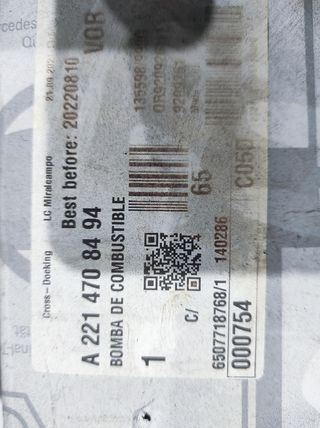 Cross-Docking LC Miralcampo
Best before: 20220810 VOR
A 221 470 84 94
BOMBA DE COMBUSTIBLE
65
1
C/
6507718768/1 140286
000754